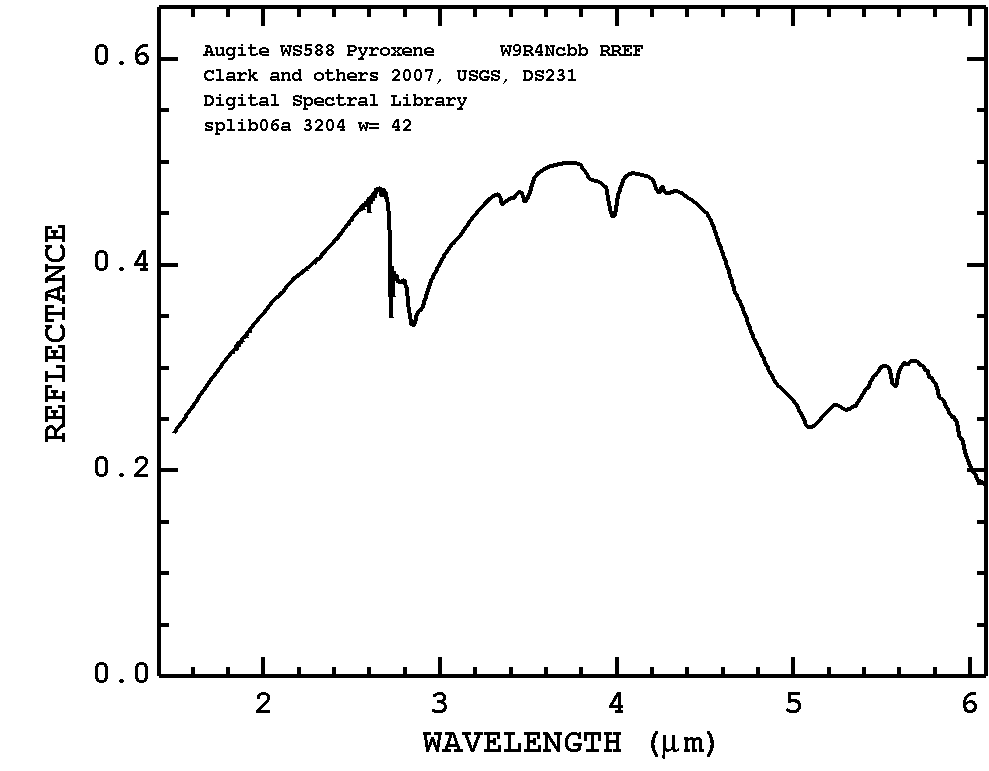 Augite WS588 Pyroxene W9R4Ncbb RREF
Clark and others 2007, USGS, DS231
Digital Spectral Library
splib06a 3204 w= 42
REFLECTANCE
0.6
0.4
0.2
0.0
2 3 4 5 6
WAVELENGTH (μm)